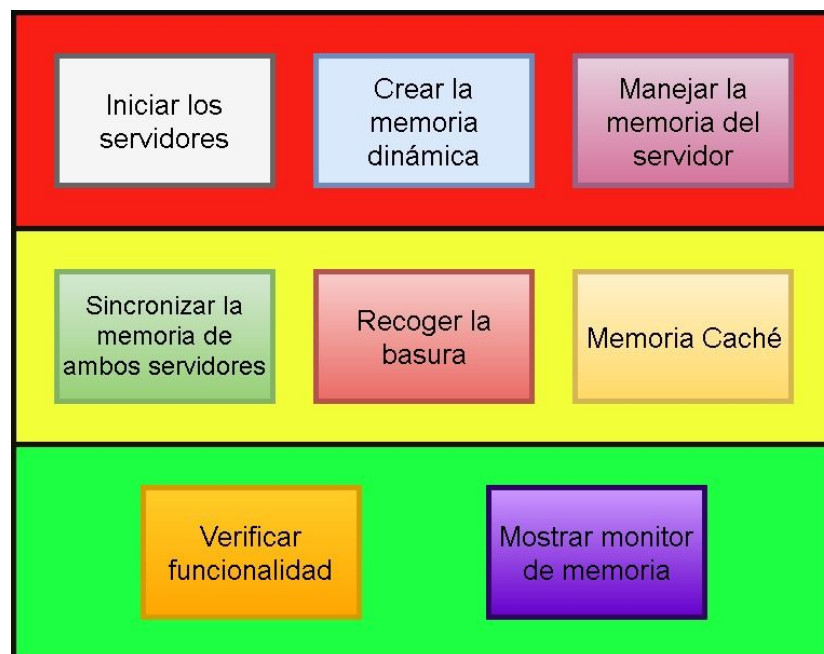 Iniciar los
servidores
Crear la
memoria
dinámica
Manejar la
memoria del
servidor
Sincronizar la
memoria de
ambos servidores
Recoger la
basura
Memoria Caché
Verificar
funcionalidad
Mostrar monitor
de memoria